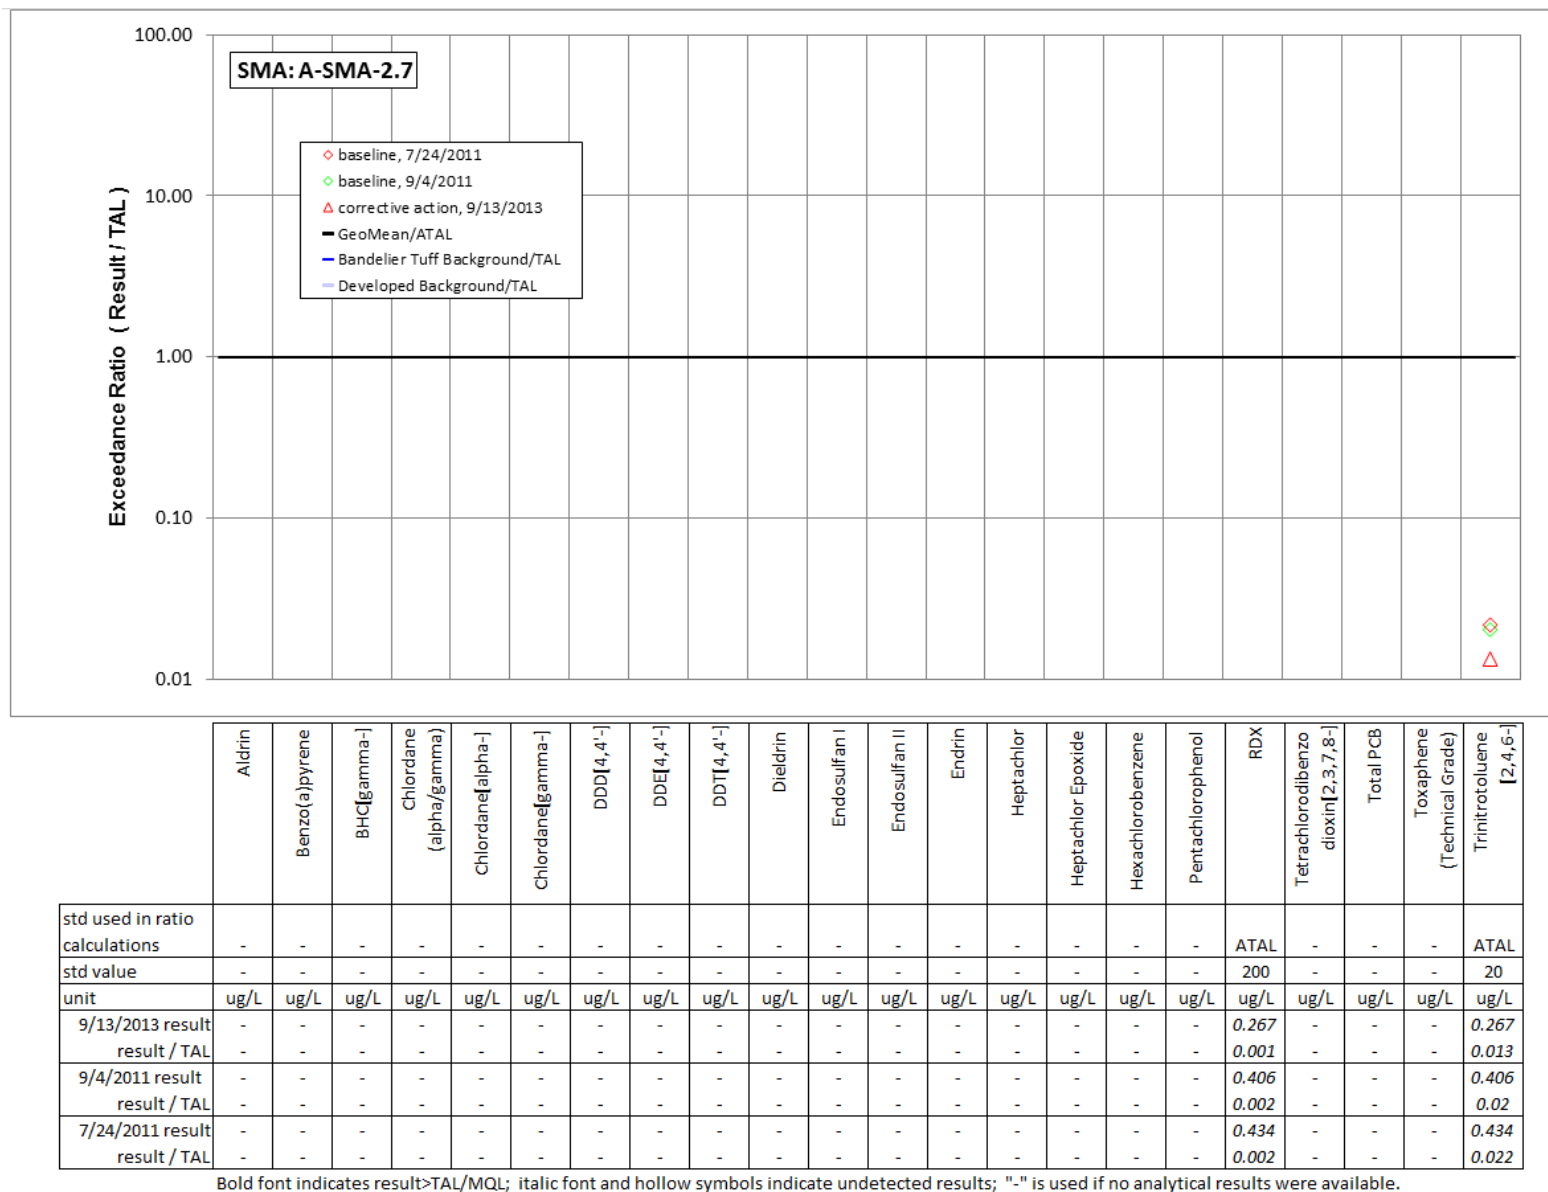 100.00
SMA: A-SMA-2.7
baseline, 7/24/2011
baseline, 9/4/2011
corrective action, 9/13/2013
GeoMean/ATAL
Bandelier Tuff Background/TAL
Developed Background/TAL
10.00
1.00
0.10
0.01
Exceedance Ratio ( Result / TAL )
Aldrin
Benzo(a)pyrene
BHC[gamma-]
Chlordane
(alpha/gamma)
Chlordane[alpha-]
Chlordane[gamma-]
DDD[4,4'-]
DDE[4,4'-]
DDT[4,4'-]
Dieldrin
Endosulfan I
Endosulfan II
Endrin
Heptachlor
Heptachlor Epoxide
Hexachlorobenzene
Pentachlorophenol
RDX
Tetrachlorodibenzo
dioxin[2,3,7,8-]
Total PCB
Toxaphene
(Technical Grade)
Trinitrotoluene
[2,4,6-]
std used in ratio
calculations - - - - - - - - - - - - - - - - - ATAL - - - ATAL
std value - - - - - - - - - - - - - - - - - 200 - - - 20
unit ug/L ug/L ug/L ug/L ug/L ug/L ug/L ug/L ug/L ug/L ug/L ug/L ug/L ug/L ug/L ug/L ug/L ug/L ug/L ug/L ug/L ug/L
9/13/2013 result - - - - - - - - - - - - - - - - - 0.267 - - - 0.267
result / TAL - - - - - - - - - - - - - - - - - 0.001 - - - 0.013
9/4/2011 result - - - - - - - - - - - - - - - - - 0.406 - - - 0.406
result / TAL - - - - - - - - - - - - - - - - - 0.002 - - - 0.02
7/24/2011 result - - - - - - - - - - - - - - - - - 0.434 - - - 0.434
result / TAL - - - - - - - - - - - - - - - - - 0.002 - - - 0.022
Bold font indicates result>TAL/MQL; italic font and hollow symbols indicate undetected results; "-" is used if no analytical results were available.